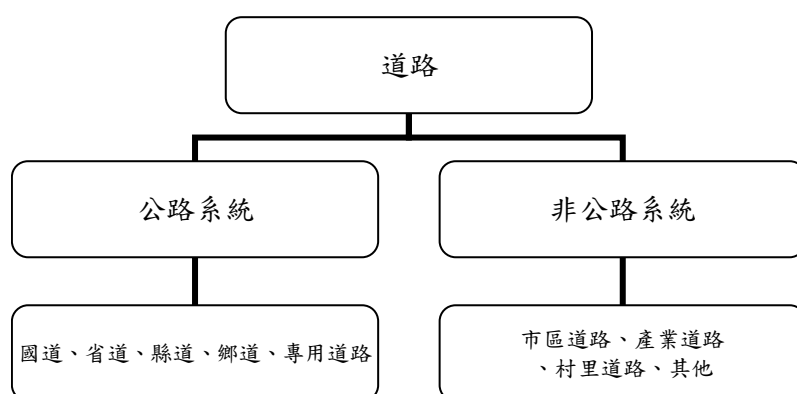 道路
公路系統
非公路系統
國道、省道、縣道、鄉道、專用道路
市區道路、產業道路
、村里道路、其他